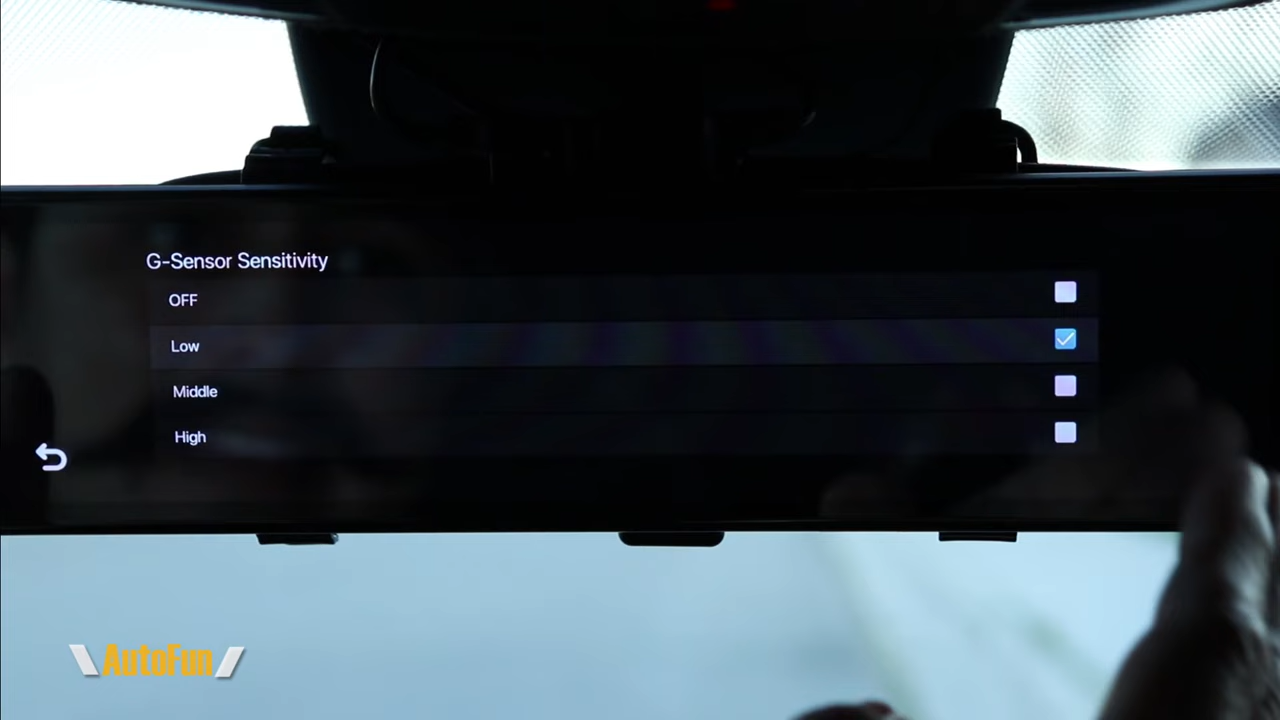 G-Sensor Sensitivity
OFF
Low
Middle
High
AutoFun